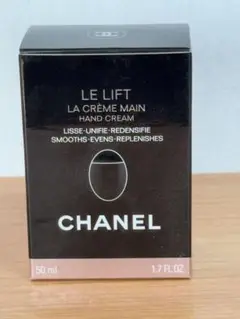 LE LIFT
LA CRÈME MAIN
HAND CREAM
LISSE-UNIFIE-REDENSIFIE
SMOOTHS-EVENS-REPLENISHES
CHANEL
50 ml 1.7 FL.OZ